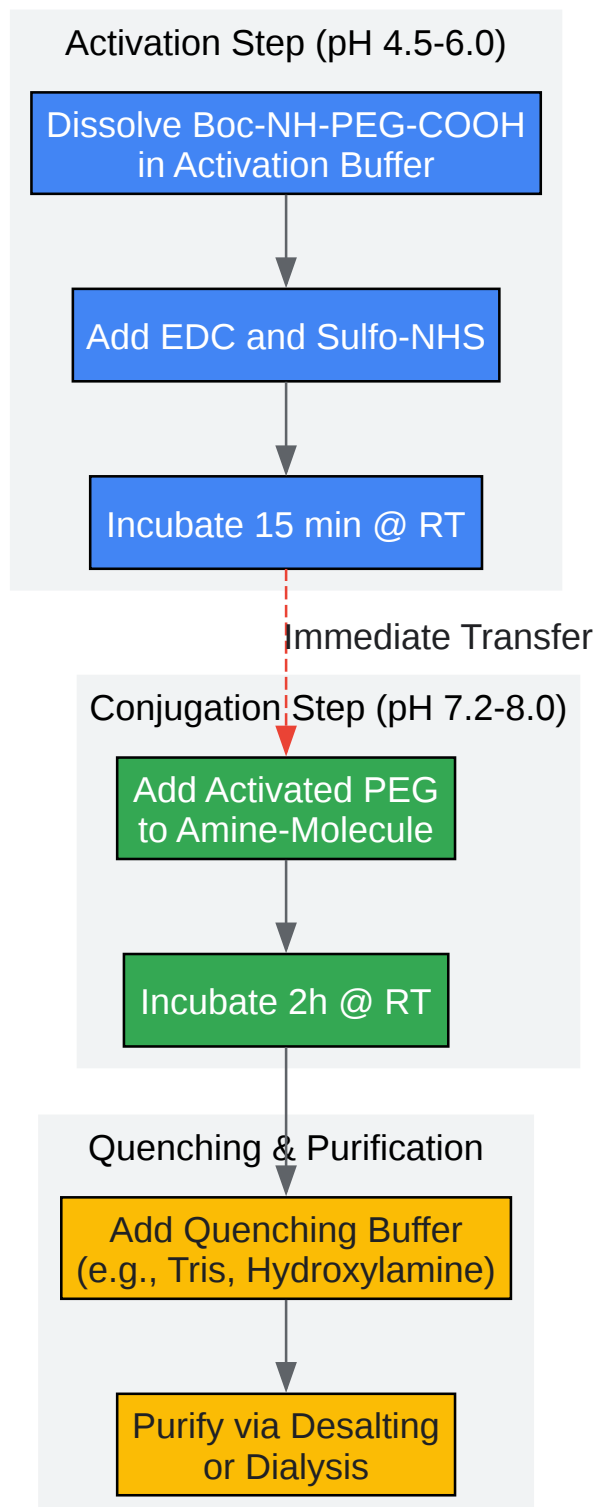 Activation Step (pH 4.5-6.0)
Dissolve Boc-NH-PEG-COOH
in Activation Buffer
Add EDC and Sulfo-NHS
Incubate 15 min @ RT
Immediate Transfer
Conjugation Step (pH 7.2-8.0)
Add Activated PEG
to Amine-Molecule
Incubate 2h @ RT
Quenching & Purification
Add Quenching Buffer
(e.g., Tris, Hydroxylamine)
Purify via Desalting
or Dialysis